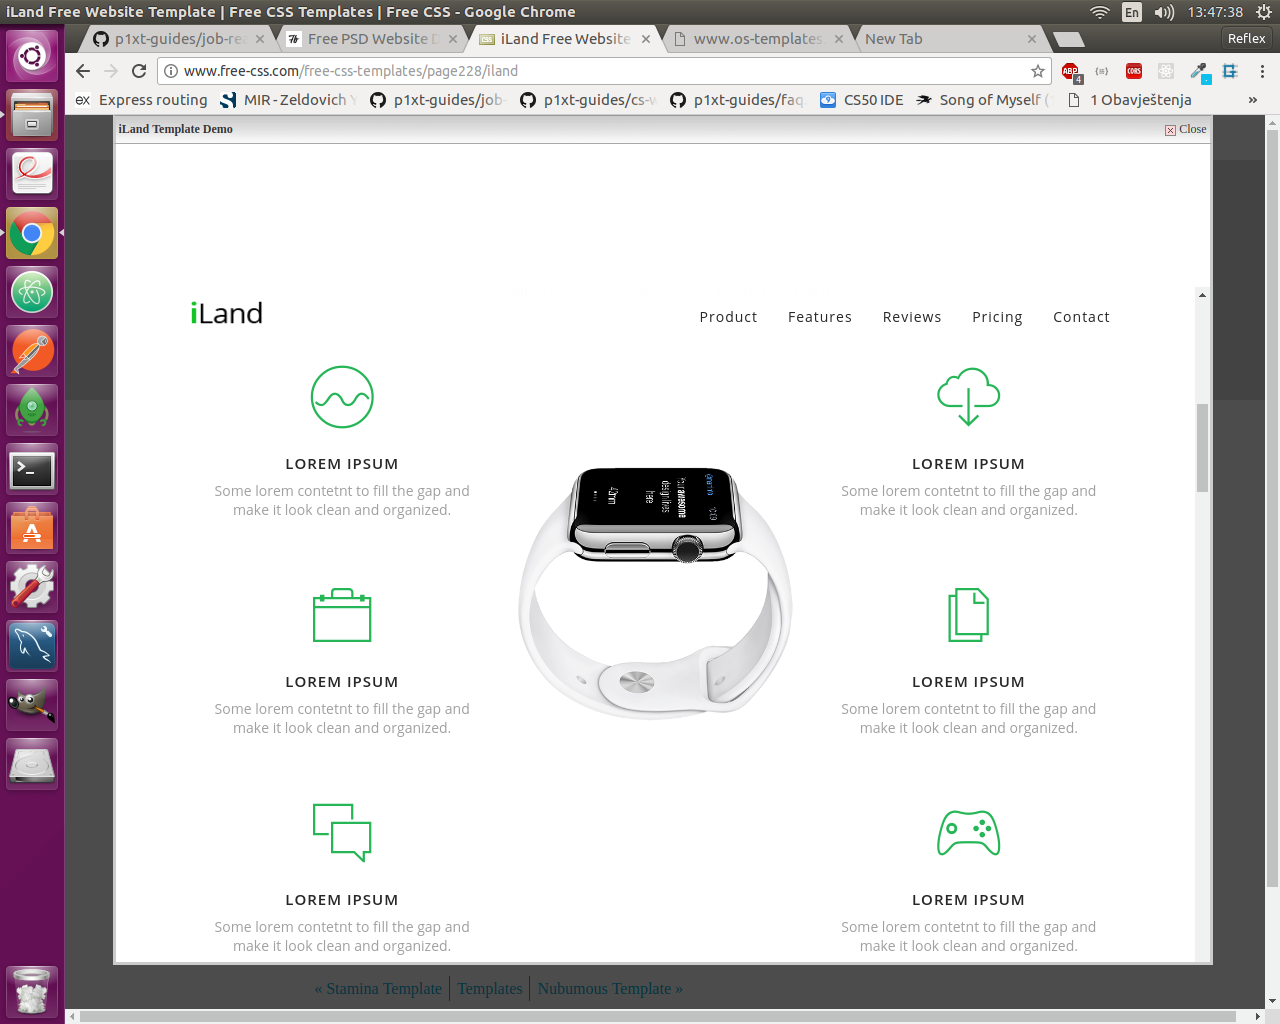 iLand Free Website Template | Free CSS Templates | Free CSS - Google Chrome
En
13:47:38
p1xt-guides/job-rea
Free PSD Website D
iLand Free Website
www.os-templates
New Tab
Reflex
www.free-css.com/free-css-templates/page228/iland
ABP
4
CORS
ex Express routing
MIR - Zeldovich Y
p1xt-guides/job-
p1xt-guides/cs-w
p1xt-guides/faq.
CS50 IDE
Song of Myself (
1 Obavještenja
»
iLand Template Demo
Close
iLand
Product
Features
Reviews
Pricing
Contact
LOREM IPSUM
Some lorem contetnt to fill the gap and
make it look clean and organized.
LOREM IPSUM
Some lorem contetnt to fill the gap and
make it look clean and organized.
LOREM IPSUM
Some lorem contetnt to fill the gap and
make it look clean and organized.
LOREM IPSUM
Some lorem contetnt to fill the gap and
make it look clean and organized.
LOREM IPSUM
Some lorem contetnt to fill the gap and
make it look clean and organized.
LOREM IPSUM
Some lorem contetnt to fill the gap and
make it look clean and organized.
« Stamina Template
Templates
Nubumous Template »